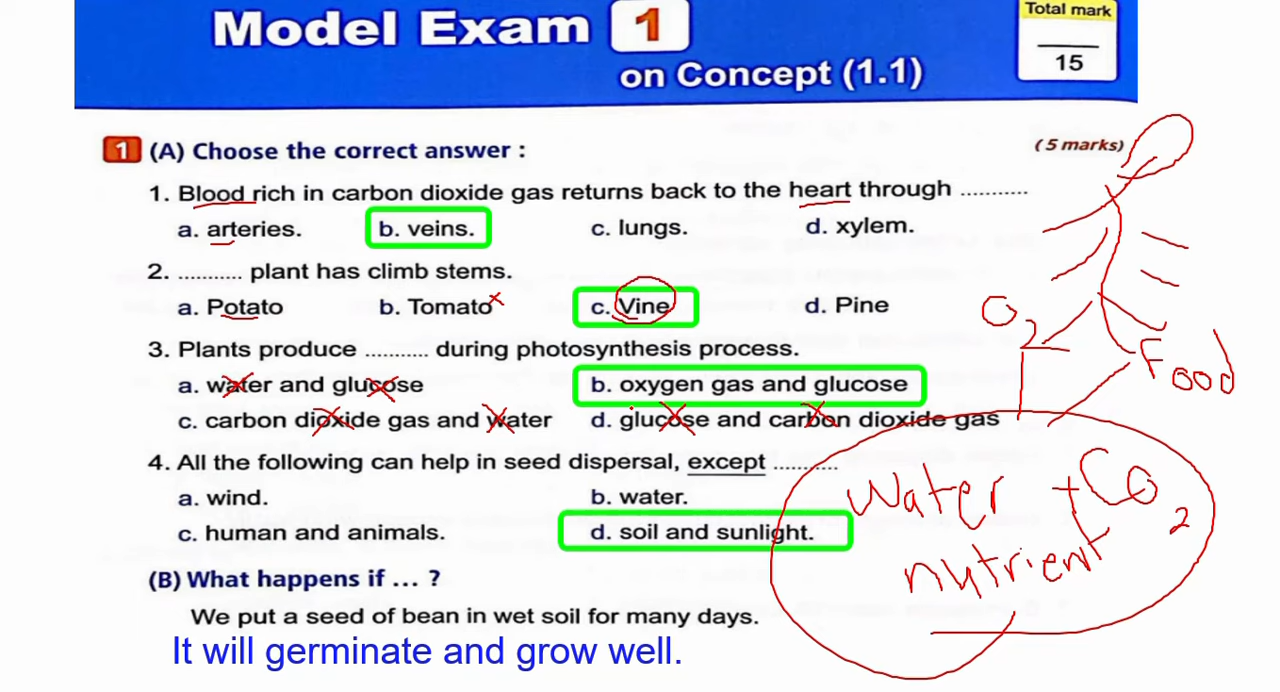 Model Exam 1
on Concept (1.1)
Total mark
15
1 (A) Choose the correct answer :
(5 marks)
1. Blood rich in carbon dioxide gas returns back to the heart through ............
a. arteries.
b. veins.
c. lungs.
d. xylem.
2. ............ plant has climb stems.
a. Potato
b. Tomato
c. Vine
d. Pine
3. Plants produce ............ during photosynthesis process.
a. water and glucose
b. oxygen gas and glucose
c. carbon dioxide gas and water
d. glucose and carbon dioxide gas
4. All the following can help in seed dispersal, except ............
a. wind.
b. water.
c. human and animals.
d. soil and sunlight.
(B) What happens if ... ?
We put a seed of bean in wet soil for many days.
It will germinate and grow well.
O2
Food
Water + CO2
nutrient